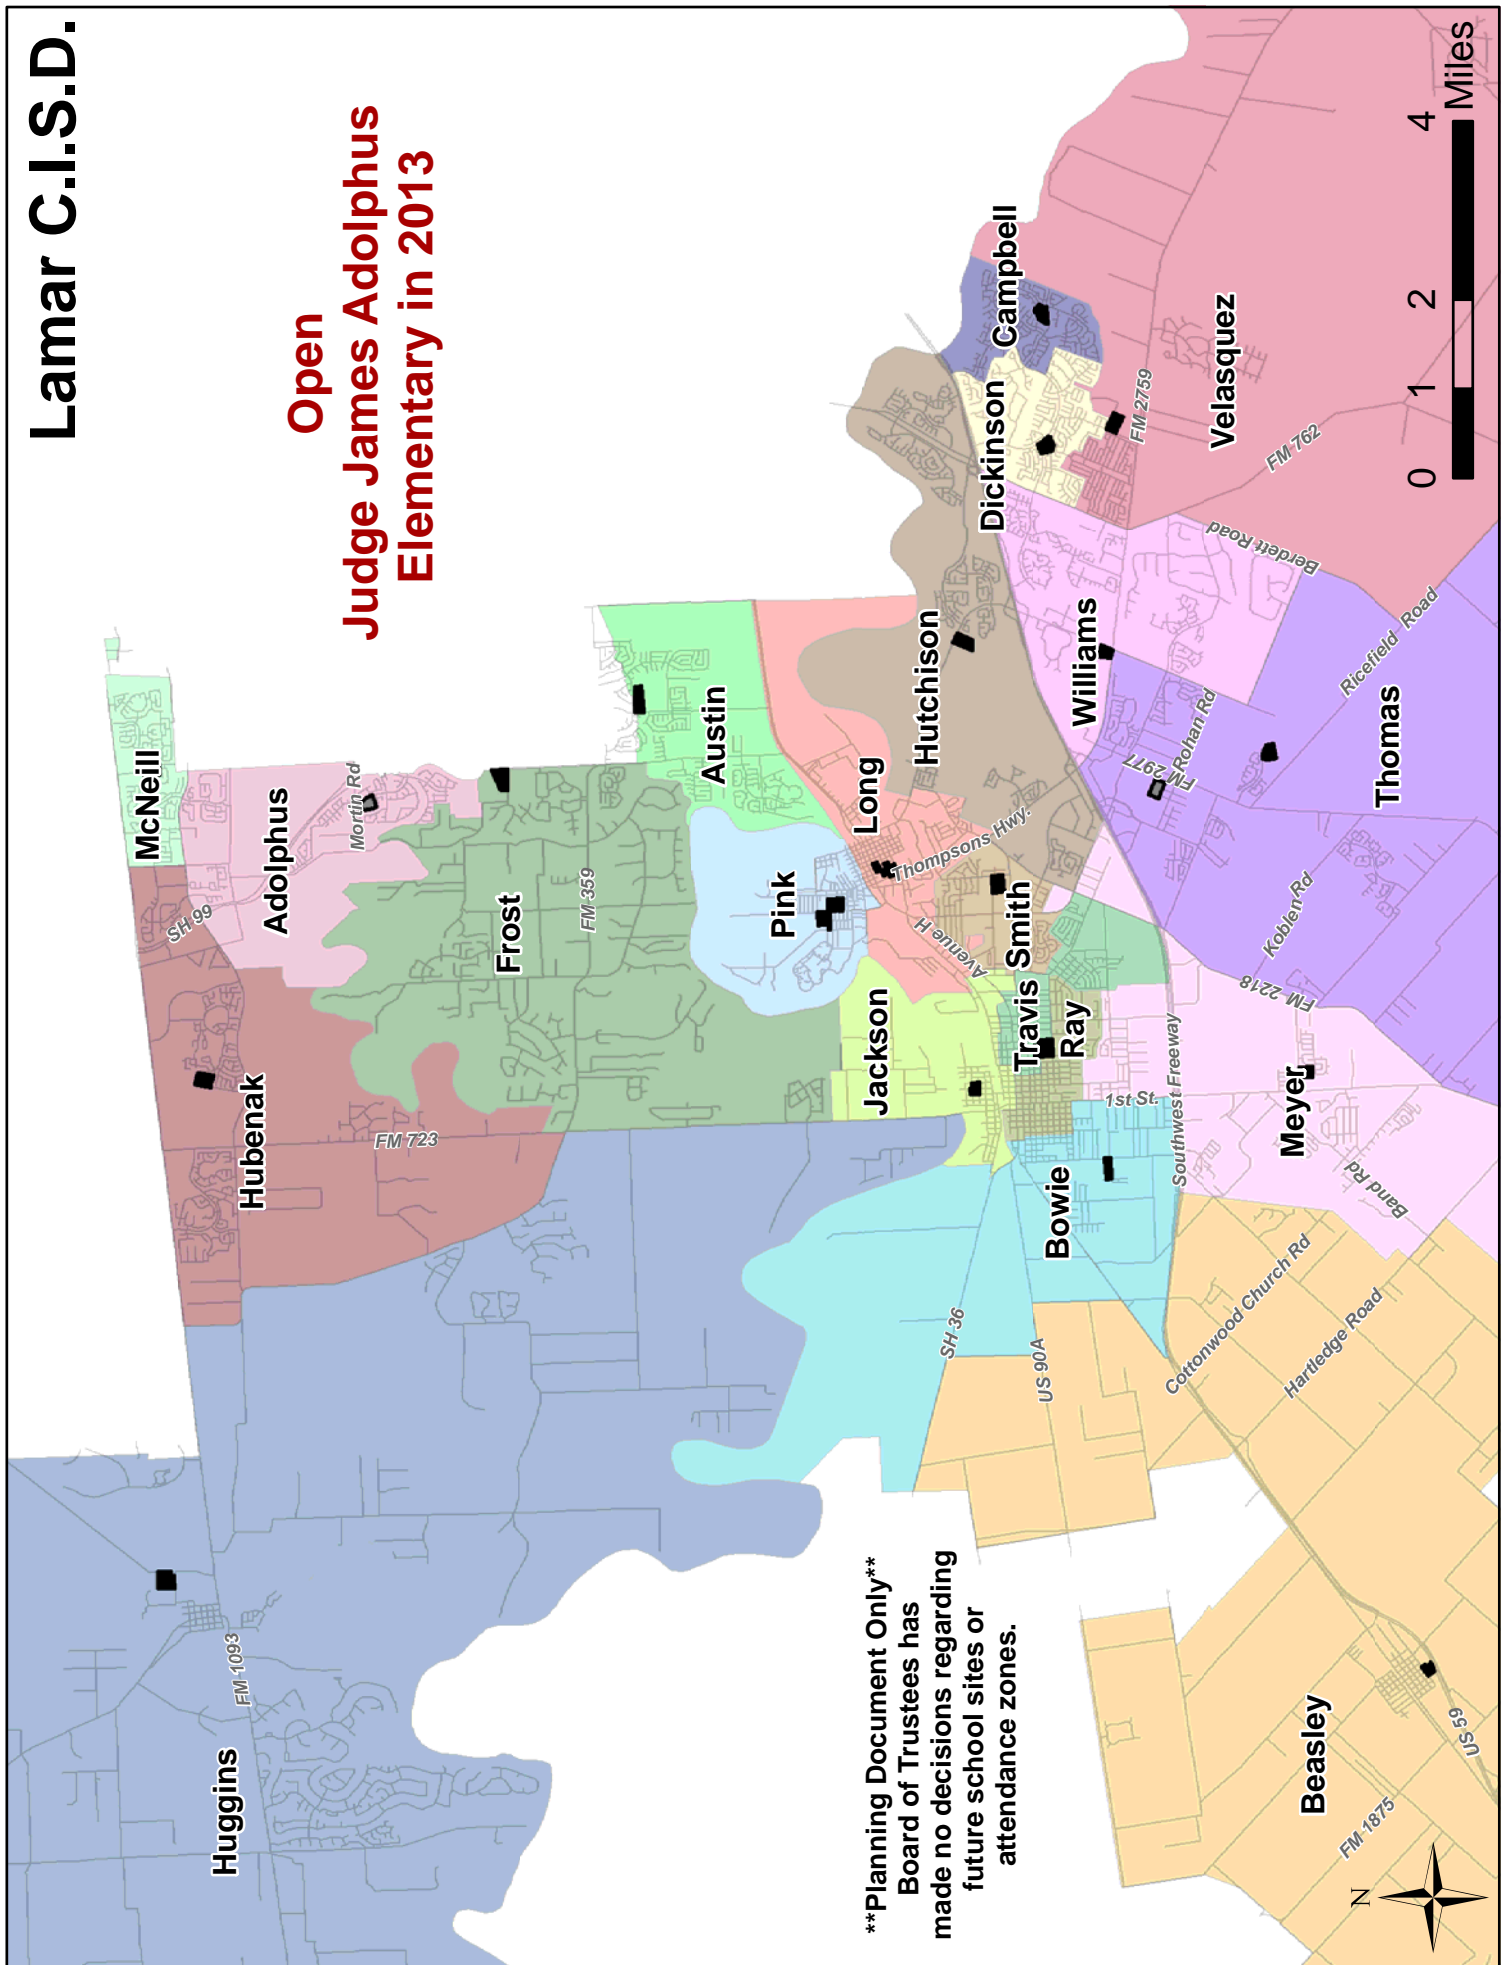 Lamar C.I.S.D.
Open
Judge James Adolphus
Elementary in 2013
McNeill
Adolphus
Mortin Rd
SH 99
Hubenak
FM 723
Frost
FM 359
Austin
Pink
Long
Hutchison
Thompsons Hwy.
Avenue H
Smith
Jackson
Travis
Ray
Bowie
1st St.
Southwest Freeway
Meyer
Band Rd
FM 2218
Koblen Rd
Thomas
Ricefield Road
Rohan Rd
FM 2977
Williams
Berdett Road
Dickinson
Campbell
FM 2759
Velasquez
FM 762
Huggins
FM 1093
SH 36
US 90A
Cottonwood Church Rd
Hartledge Road
Beasley
FM 1875
US 59
**Planning Document Only**
Board of Trustees has
made no decisions regarding
future school sites or
attendance zones.
N
0 1 2 4
Miles